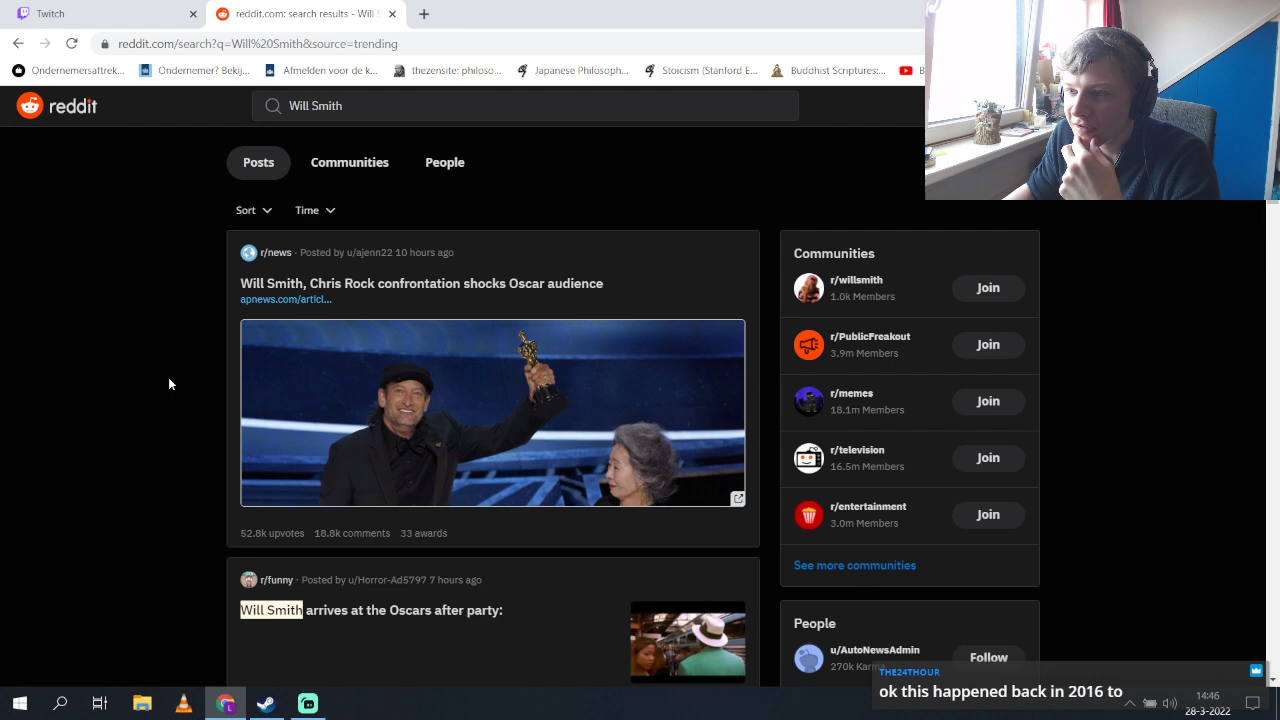 Twitch
reddit.com: search results - Will S
reddit.com/search?q=Will%20Smith&source=trending
Ondernemersaftrek...
Ondernemer? Bekij...
Afmelden voor de k...
thezensite: philoso...
Japanese Philosoph...
Stoicism (Stanford E...
Buddhist Scriptures:...
reddit
Will Smith
Posts
Communities
People
Sort
Time
r/news · Posted by u/ajenn22 10 hours ago
Will Smith, Chris Rock confrontation shocks Oscar audience
apnews.com/articl...
52.8k upvotes 18.8k comments 33 awards
r/funny · Posted by u/Horror-Ad5797 7 hours ago
Will Smith arrives at the Oscars after party:
Communities
r/willsmith
1.0k Members
Join
r/PublicFreakout
3.9m Members
Join
r/memes
18.1m Members
Join
r/television
16.5m Members
Join
r/entertainment
3.0m Members
Join
See more communities
People
u/AutoNewsAdmin
270k Karma
Follow
THE24THOUR
ok this happened back in 2016 to
14:46
28-3-2022